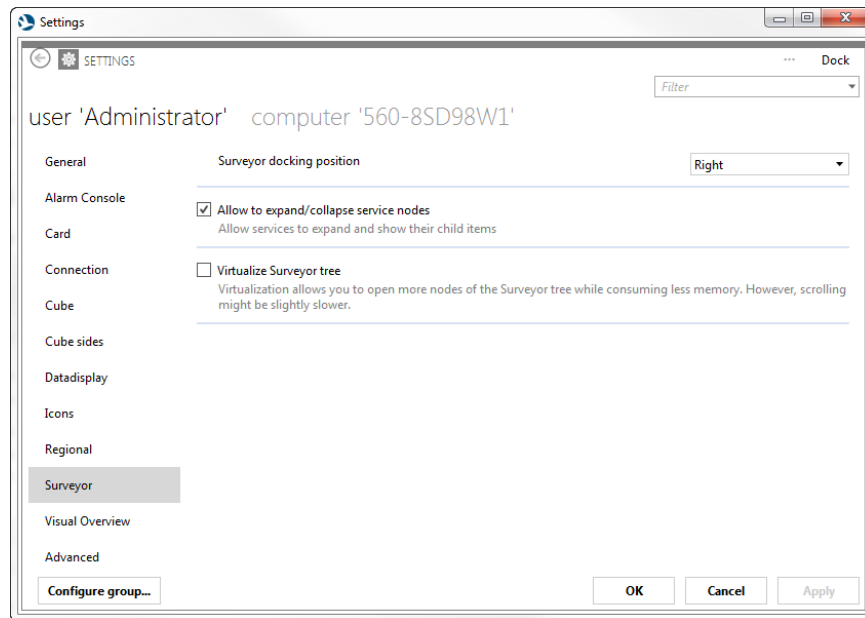 Settings
SETTINGS
... Dock
Filter
user 'Administrator' computer '560-8SD98W1'
General
Surveyor docking position
Right
Alarm Console
Allow to expand/collapse service nodes
Allow services to expand and show their child items
Card
Connection
Virtualize Surveyor tree
Virtualization allows you to open more nodes of the Surveyor tree while consuming less memory. However, scrolling
might be slightly slower.
Cube
Cube sides
Datadisplay
Icons
Regional
Surveyor
Visual Overview
Advanced
Configure group...
OK
Cancel
Apply